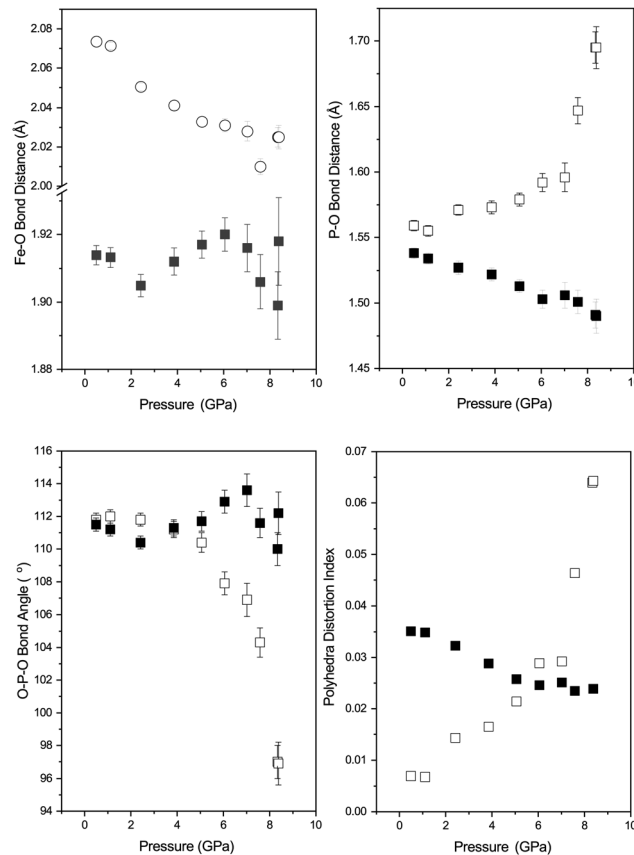 2.08
2.06
2.04
2.02
2.00
1.92
1.90
1.88
Fe-O Bond Distance (Å)
0 2 4 6 8 10
Pressure (GPa)
1.70
1.65
1.60
1.55
1.50
1.45
P-O Bond Distance (Å)
0 2 4 6 8 10
Pressure (GPa)
116
114
112
110
108
106
104
102
100
98
96
94
O-P-O Bond Angle ( º)
0 2 4 6 8 10
Pressure (GPa)
0.07
0.06
0.05
0.04
0.03
0.02
0.01
0.00
Polyhedra Distortion Index
0 2 4 6 8 10
Pressure (GPa)